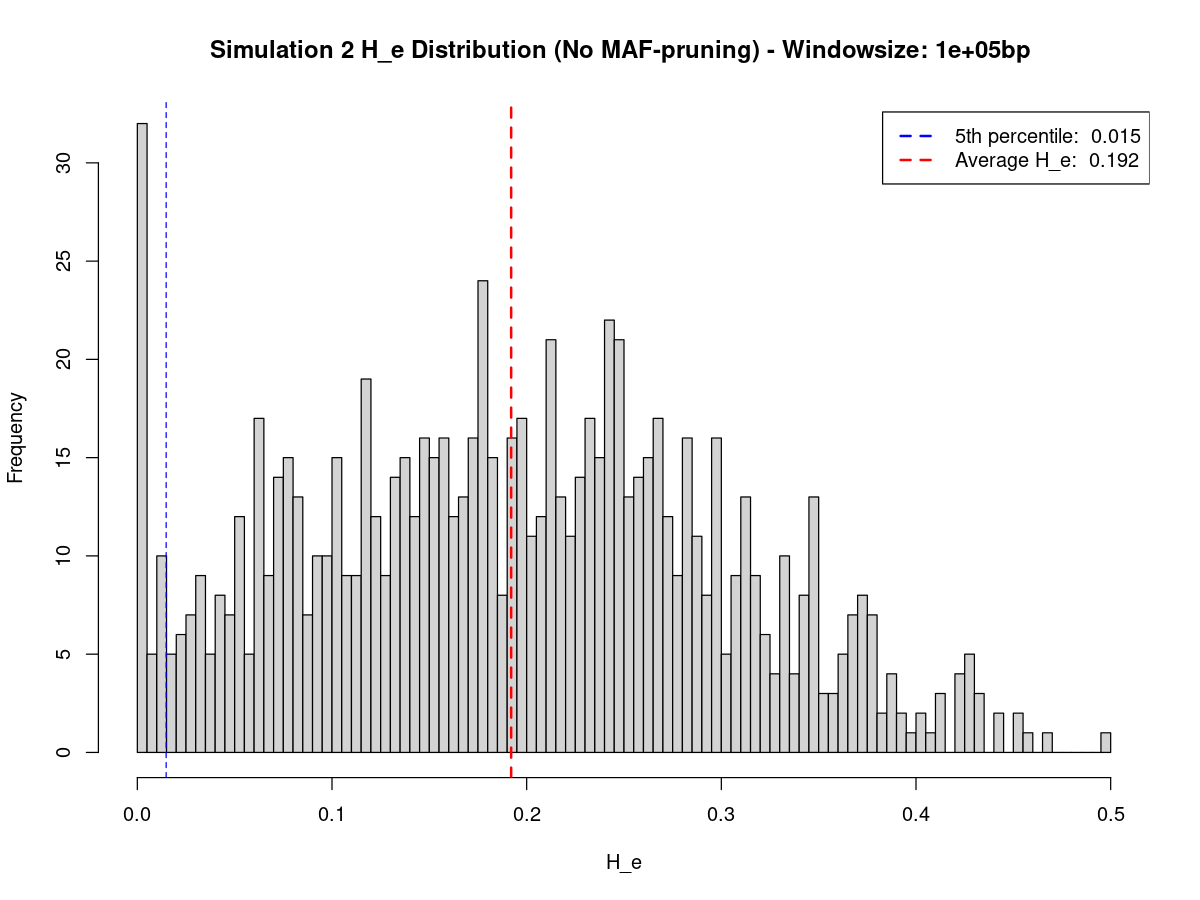 Simulation 2 H_e Distribution (No MAF-pruning) - Windowsize: 1e+05bp
5th percentile:  0.015
Average H_e:  0.192
Frequency
30
25
20
15
10
5
0
0.0 0.1 0.2 0.3 0.4 0.5
H_e